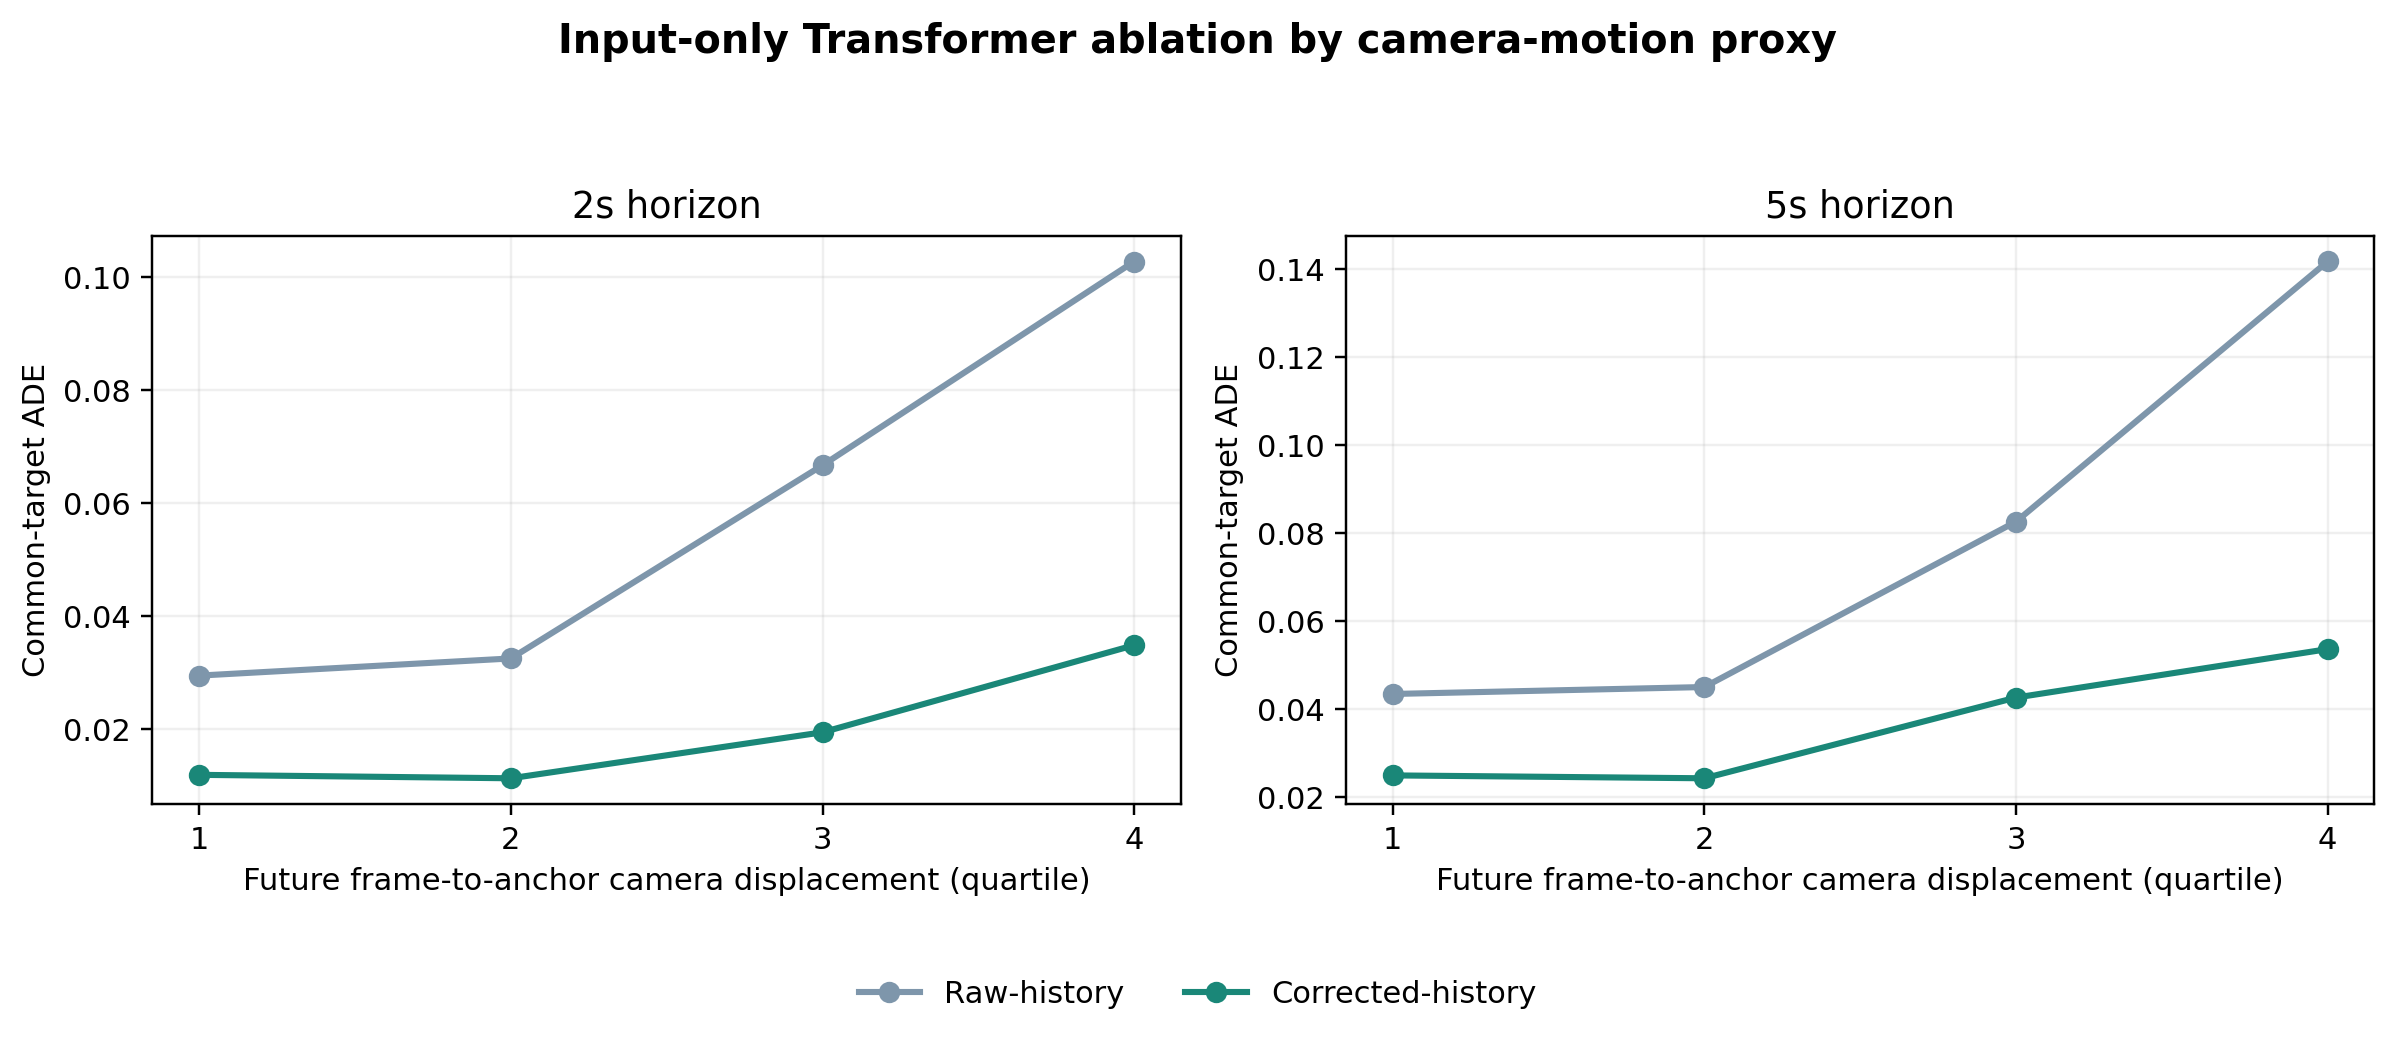 Input-only Transformer ablation by camera-motion proxy
2s horizon
Common-target ADE
0.10
0.08
0.06
0.04
0.02
1 2 3 4
Future frame-to-anchor camera displacement (quartile)
5s horizon
Common-target ADE
0.14
0.12
0.10
0.08
0.06
0.04
0.02
1 2 3 4
Future frame-to-anchor camera displacement (quartile)
Raw-history Corrected-history